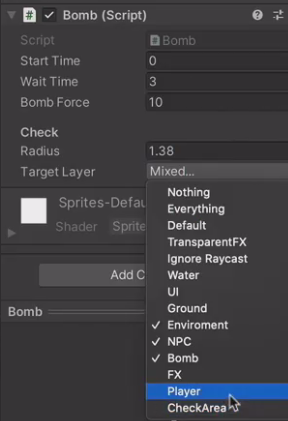 Bomb (Script)
Script Bomb
Start Time 0
Wait Time 3
Bomb Force 10
Check
Radius 1.38
Target Layer Mixed...
Sprites-Defau
Shader Sprite
Add C
Bomb
Nothing
Everything
Default
TransparentFX
Ignore Raycast
Water
UI
Ground
Enviroment
NPC
Bomb
FX
Player
CheckArea